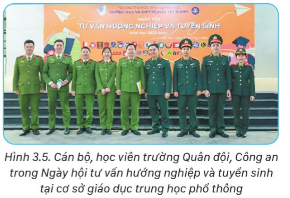 NGÀY HỘI
TƯ VẤN HƯỚNG NGHIỆP VÀ TUYỂN SINH
Hình 3.5. Cán bộ, học viên trường Quân đội, Công an
trong Ngày hội tư vấn hướng nghiệp và tuyển sinh
tại cơ sở giáo dục trung học phổ thông